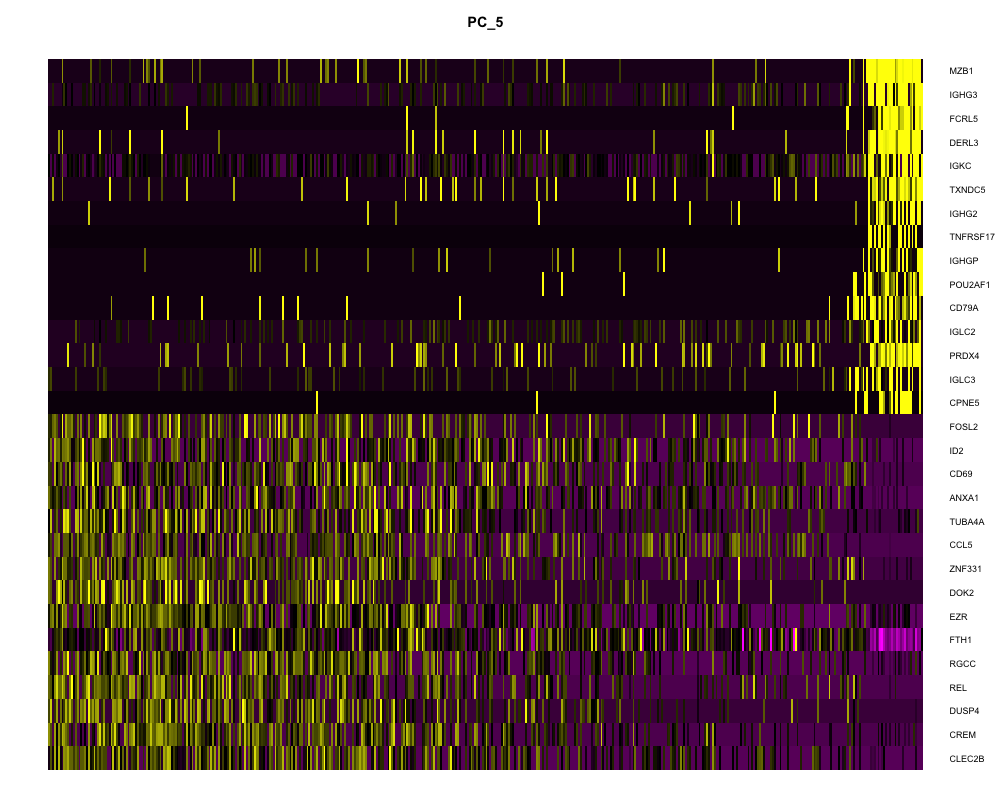 PC_5
MZB1
IGHG3
FCRL5
DERL3
IGKC
TXNDC5
IGHG2
TNFRSF17
IGHGP
POU2AF1
CD79A
IGLC2
PRDX4
IGLC3
CPNE5
FOSL2
ID2
CD69
ANXA1
TUBA4A
CCL5
ZNF331
DOK2
EZR
FTH1
RGCC
REL
DUSP4
CREM
CLEC2B